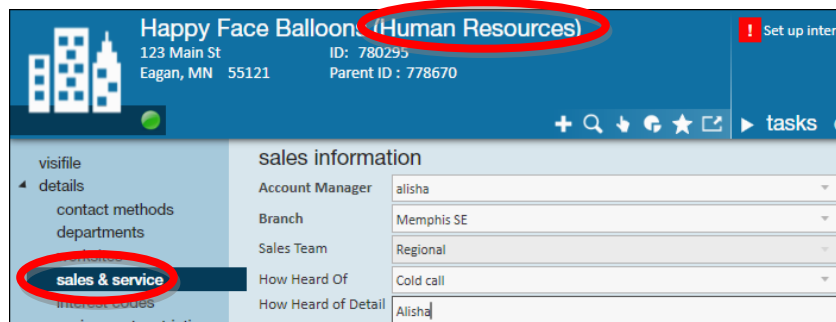 Happy Face Balloons (Human Resources)
123 Main St ID: 780295
Eagan, MN 55121 Parent ID : 778670
! Set up inter
tasks
visifile
details
contact methods
departments
sales & service
interest codes
sales information
Account Manager alisha
Branch Memphis SE
Sales Team Regional
How Heard Of Cold call
How Heard of Detail Alisha